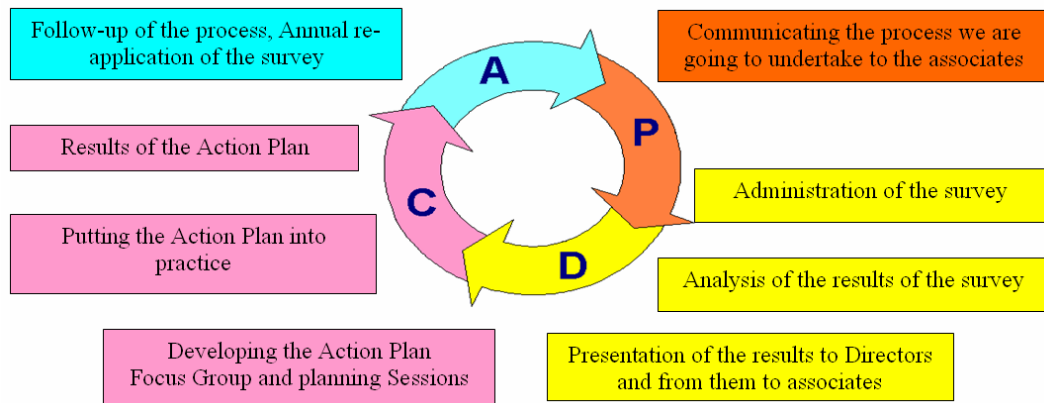 Follow-up of the process, Annual re-
application of the survey
Communicating the process we are
going to undertake to the associates
A
P
Results of the Action Plan
Administration of the survey
C
Putting the Action Plan into
practice
D
Analysis of the results of the survey
Developing the Action Plan
Focus Group and planning Sessions
Presentation of the results to Directors
and from them to associates